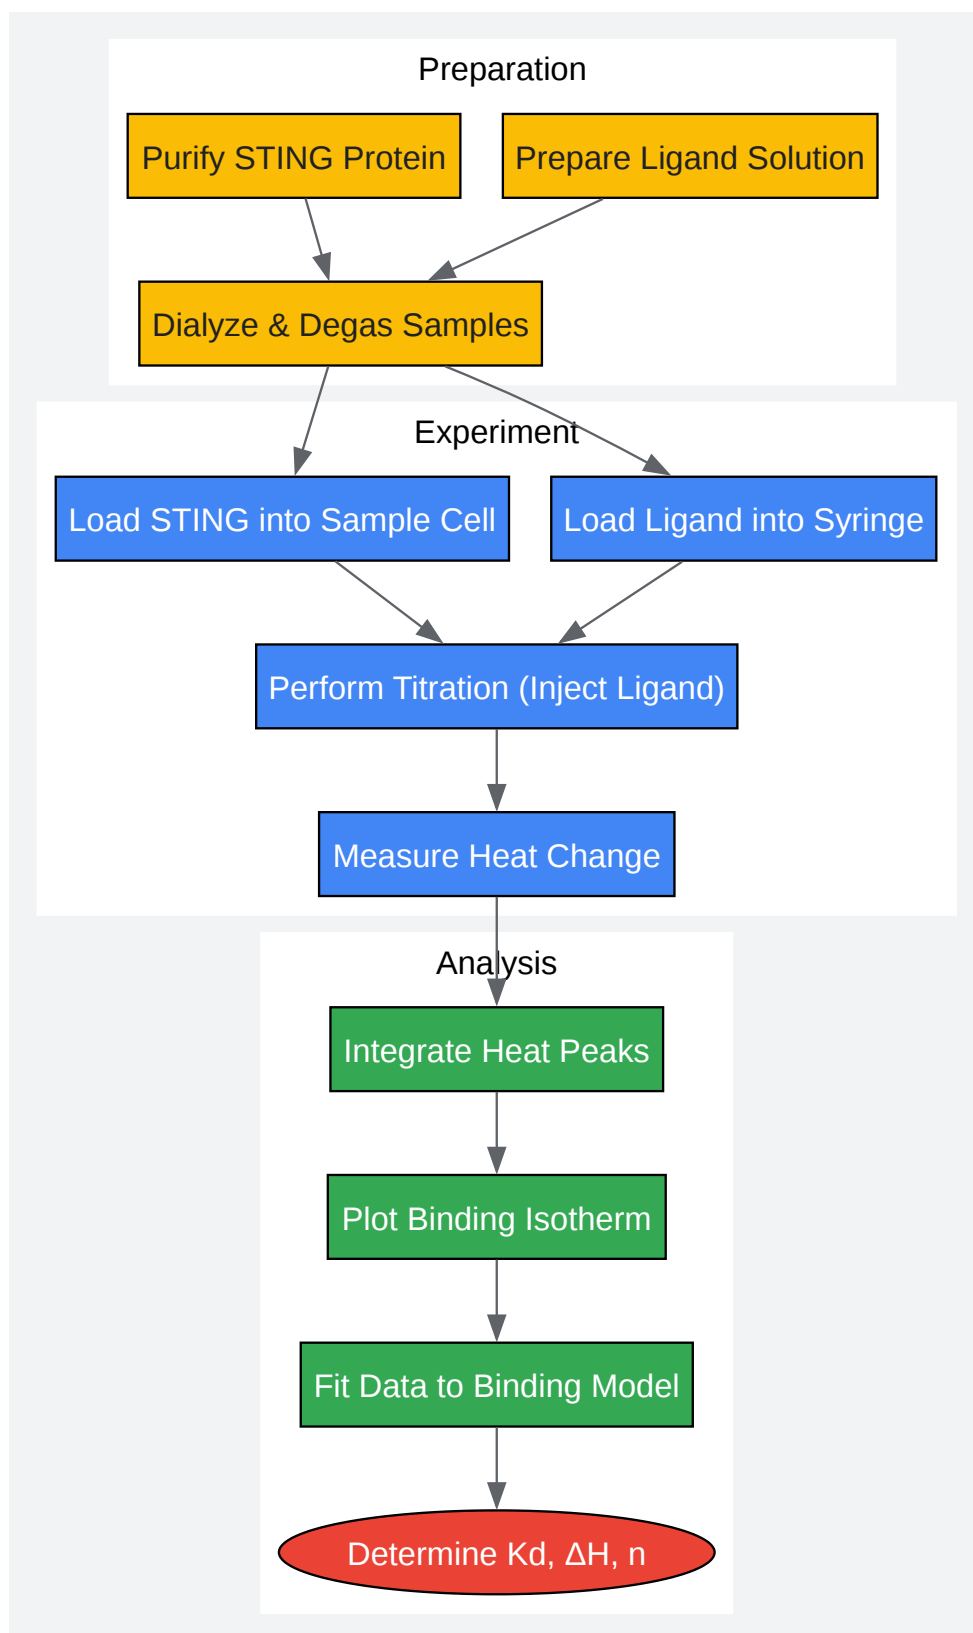 Preparation
Purify STING Protein
Prepare Ligand Solution
Dialyze & Degas Samples
Experiment
Load STING into Sample Cell
Load Ligand into Syringe
Perform Titration (Inject Ligand)
Measure Heat Change
Analysis
Integrate Heat Peaks
Plot Binding Isotherm
Fit Data to Binding Model
Determine Kd, ΔH, n